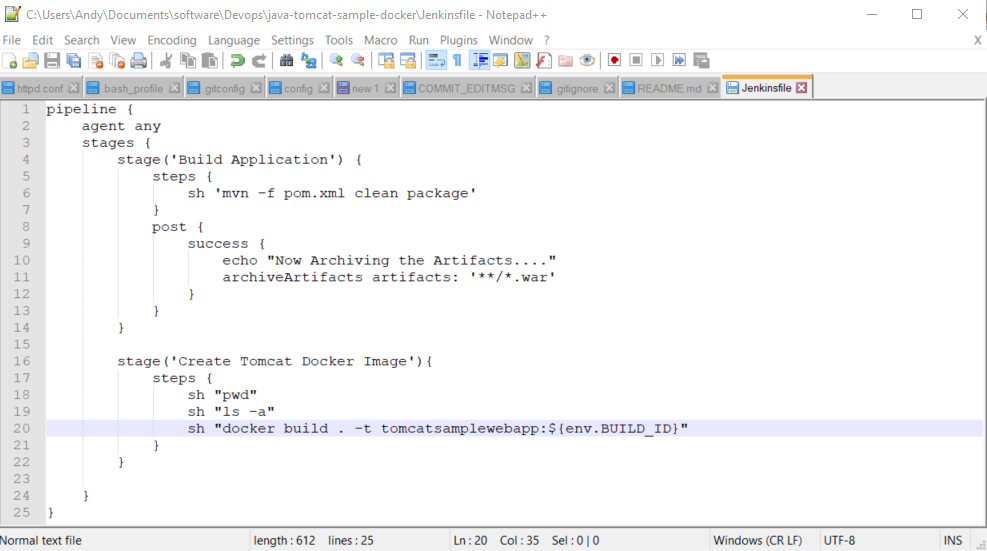 C:\Users\Andy\Documents\software\Devops\java-tomcat-sample-docker\Jenkinsfile - Notepad++
File Edit Search View Encoding Language Settings Tools Macro Run Plugins Window ? X
httpd.conf bash_profile gitconfig config new 1 COMMIT_EDITMSG gitignore README.md Jenkinsfile
1 pipeline {
2     agent any
3     stages {
4         stage('Build Application') {
5             steps {
6                 sh 'mvn -f pom.xml clean package'
7             }
8             post {
9                 success {
10                     echo "Now Archiving the Artifacts...."
11                     archiveArtifacts artifacts: '**/*.war'
12                 }
13             }
14         }
15
16         stage('Create Tomcat Docker Image'){
17             steps {
18                 sh "pwd"
19                 sh "ls -a"
20                 sh "docker build . -t tomcatsamplewebapp:${env.BUILD_ID}"
21             }
22         }
23
24     }
25 }
Normal text file length : 612 lines : 25 Ln : 20 Col : 35 Sel : 0 | 0 Windows (CR LF) UTF-8 INS